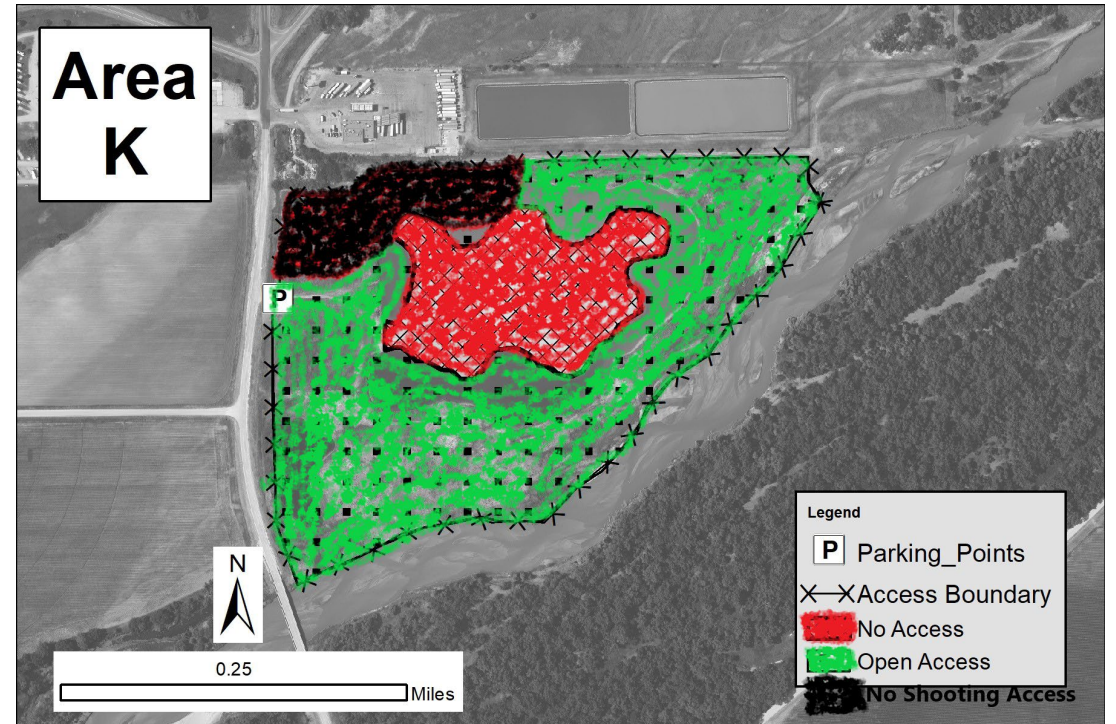 Area
K
P
N
0.25
Miles
Legend
P Parking_Points
Access Boundary
No Access
Open Access
No Shooting Access